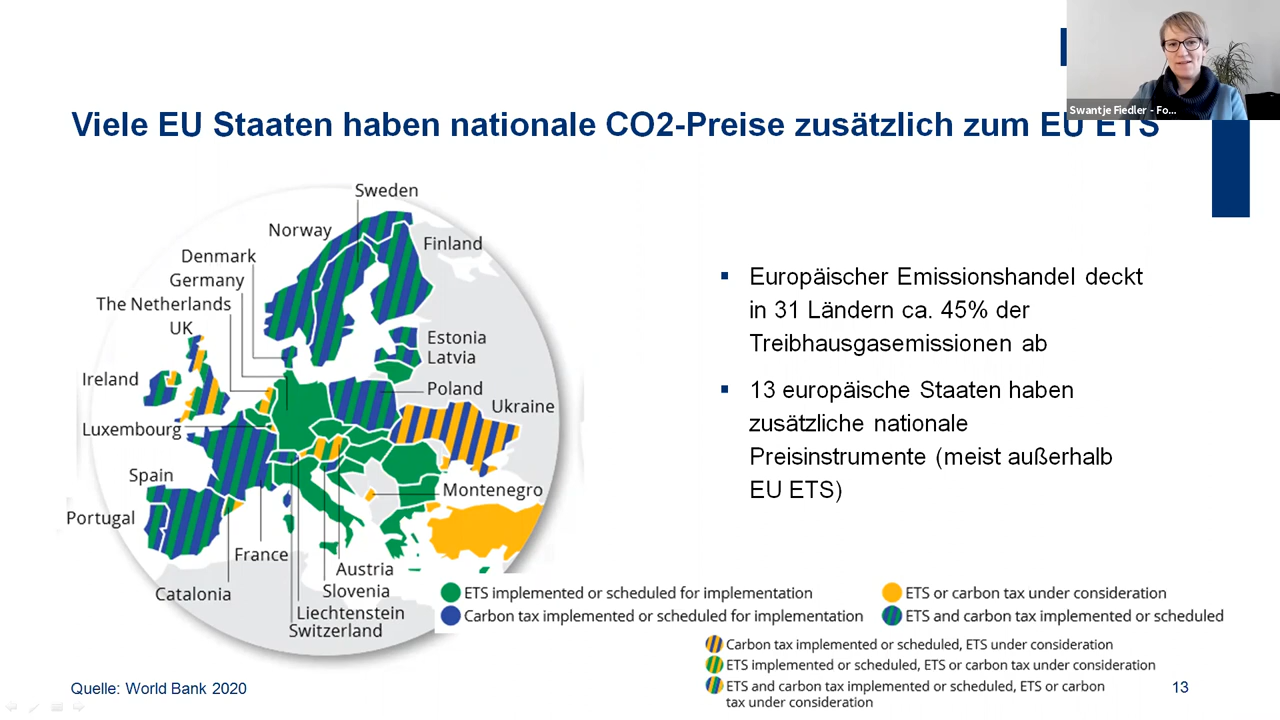 Swantje Fiedler - Fo...
Viele EU Staaten haben nationale CO2-Preise zusätzlich zum EU ETS
Sweden
Norway
Finland
Denmark
Germany
The Netherlands
UK
Estonia
Latvia
Ireland
Poland
Ukraine
Luxembourg
Spain
Montenegro
Portugal
France
Austria
Catalonia
Slovenia
Liechtenstein
Switzerland
Europäischer Emissionshandel deckt
in 31 Ländern ca. 45% der
Treibhausgasemissionen ab
13 europäische Staaten haben
zusätzliche nationale
Preisinstrumente (meist außerhalb
EU ETS)
ETS implemented or scheduled for implementation
Carbon tax implemented or scheduled for implementation
ETS or carbon tax under consideration
ETS and carbon tax implemented or scheduled
Carbon tax implemented or scheduled, ETS under consideration
ETS implemented or scheduled, ETS or carbon tax under consideration
ETS and carbon tax implemented or scheduled, ETS or carbon
tax under consideration
Quelle: World Bank 2020
13